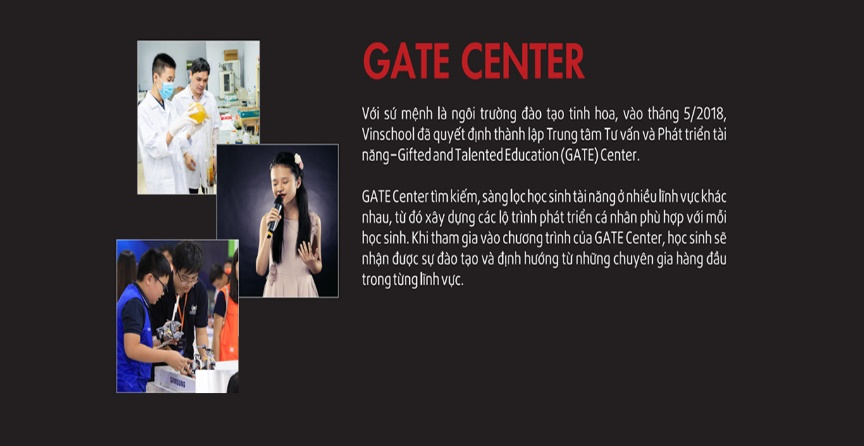 GATE CENTER
Với sứ mệnh là ngôi trường đào tạo tinh hoa, vào tháng 5/2018,
Vinschool đã quyết định thành lập Trung tâm Tư vấn và Phát triển tài
năng-Gifted and Talented Education (GATE) Center.
GATE Center tìm kiếm, sàng lọc học sinh tài năng ở nhiều lĩnh vực khác
nhau, từ đó xây dựng các lộ trình phát triển cá nhân phù hợp với mỗi
học sinh. Khi tham gia vào chương trình của GATE Center, học sinh sẽ
nhận được sự đào tạo và định hướng từ những chuyên gia hàng đầu
trong từng lĩnh vực.
SAMSUNG